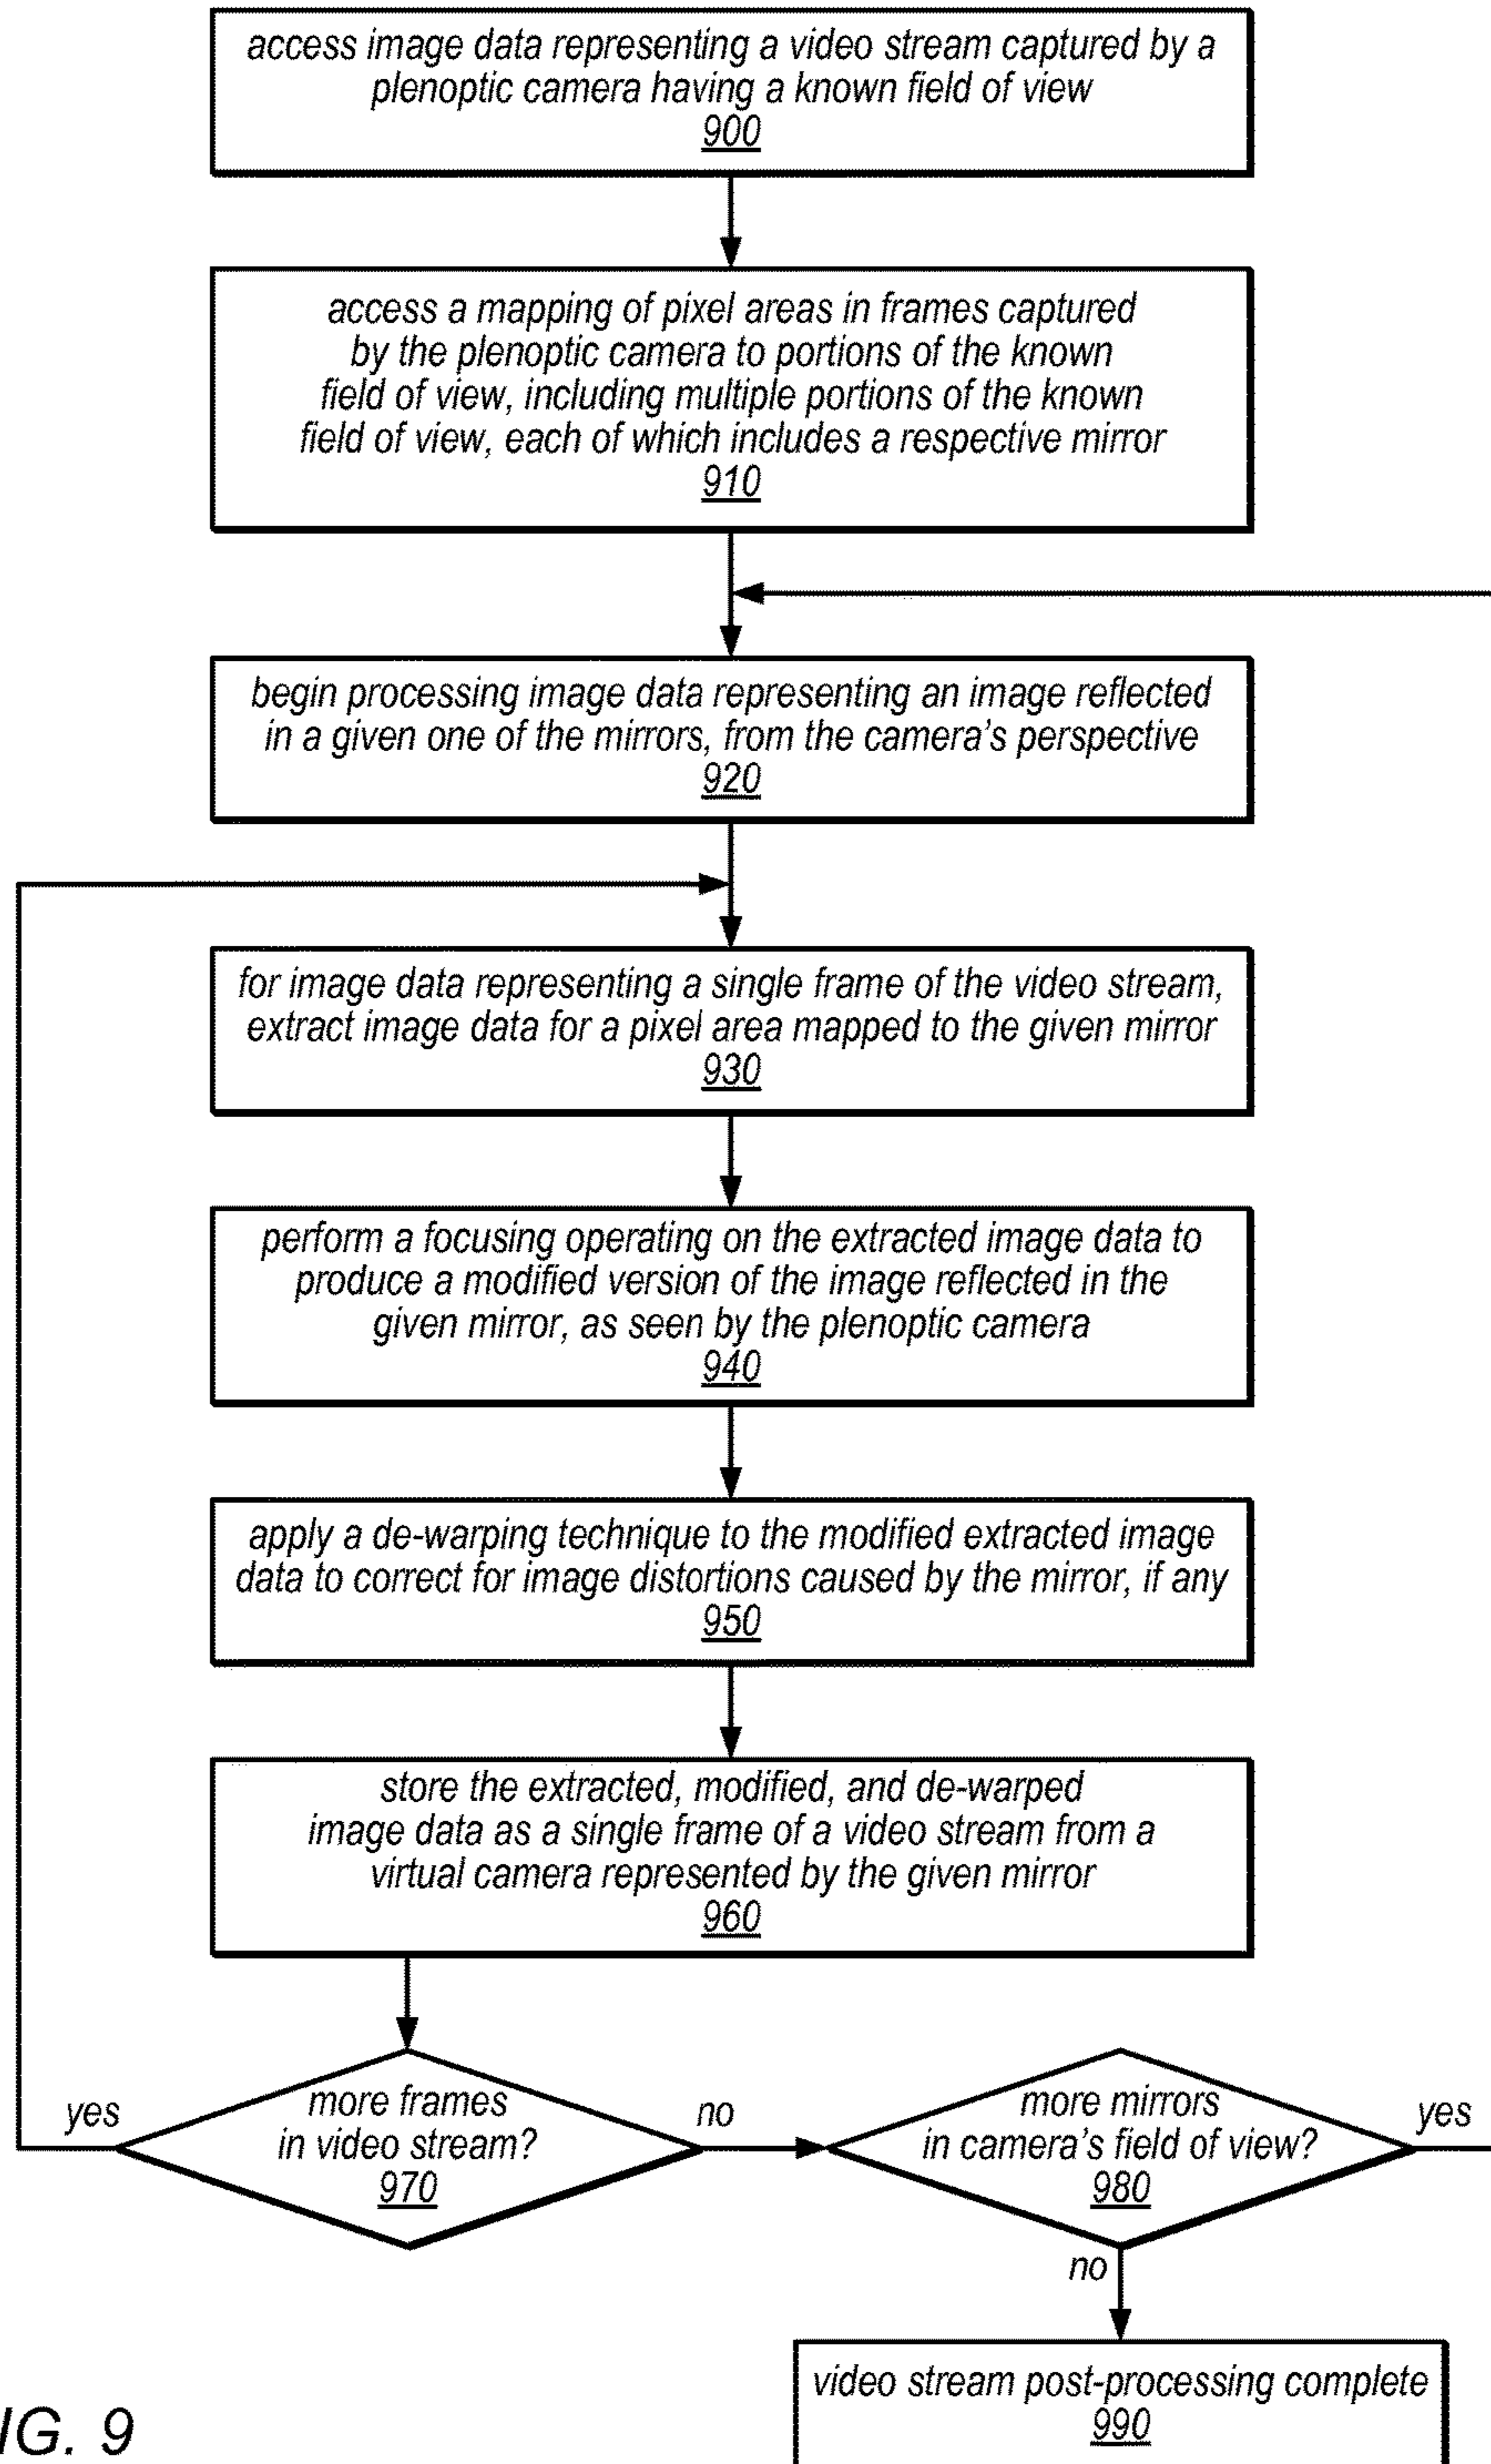 access image data representing a video stream captured by a
plenoptic camera having a known field of view
900
access a mapping of pixel areas in frames captured
by the plenoptic camera to portions of the known
field of view, including multiple portions of the known
field of view, each of which includes a respective mirror
910
begin processing image data representing an image reflected
in a given one of the mirrors, from the camera's perspective
920
for image data representing a single frame of the video stream,
extract image data for a pixel area mapped to the given mirror
930
perform a focusing operating on the extracted image data to
produce a modified version of the image reflected in the
given mirror, as seen by the plenoptic camera
940
apply a de-warping technique to the modified extracted image
data to correct for image distortions caused by the mirror, if any
950
store the extracted, modified, and de-warped
image data as a single frame of a video stream from a
virtual camera represented by the given mirror
960
yes
more frames
in video stream?
970
no
more mirrors
in camera's field of view?
980
yes
no
video stream post-processing complete
990
IG. 9